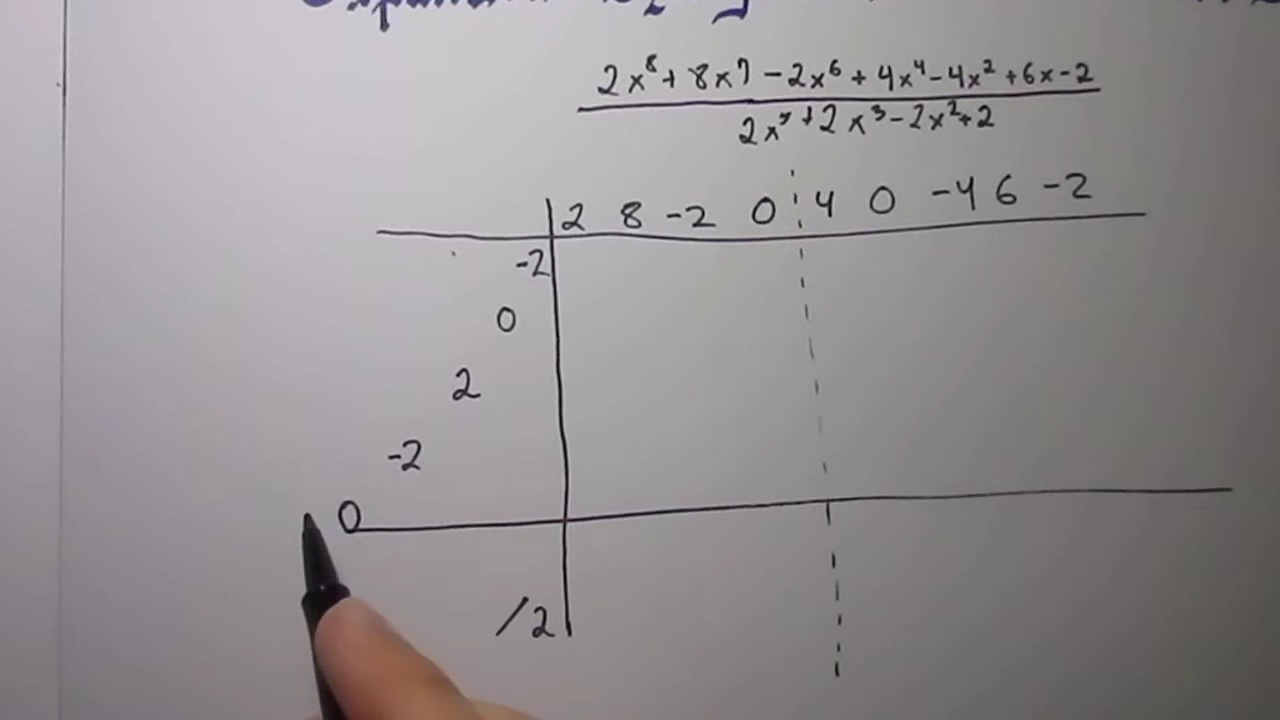 2x⁸ + 8x⁷ - 2x⁶ + 4x⁴ - 4x² + 6x - 2
2x⁵ + 2x³ - 2x² + 2
2 8 -2 0 4 0 -4 6 -2
-2
0
2
-2
0
/2